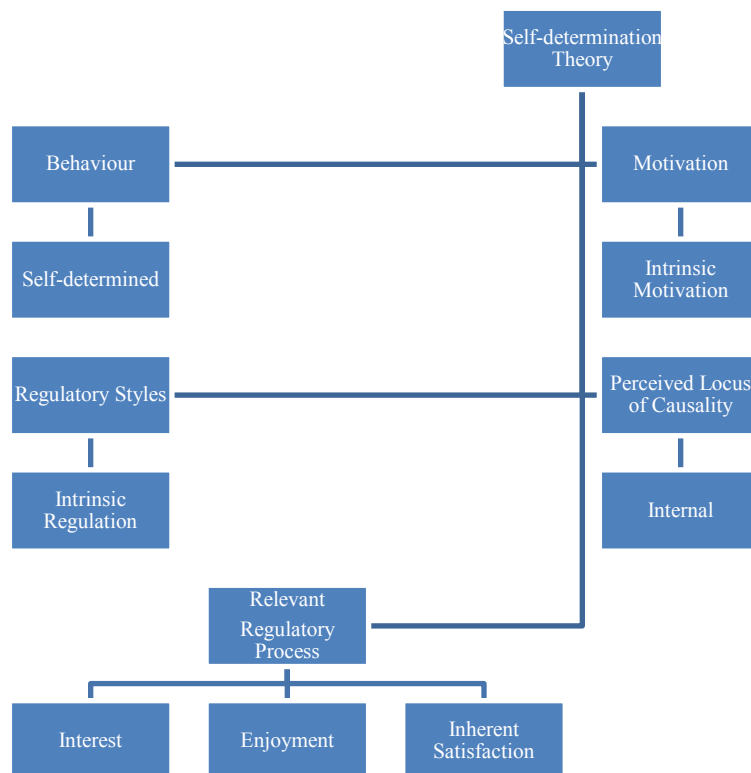 Self-determination
Theory
Behaviour
Motivation
Self-determined
Intrinsic
Motivation
Regulatory Styles
Perceived Locus
of Causality
Intrinsic
Regulation
Internal
Relevant
Regulatory
Process
Interest
Enjoyment
Inherent
Satisfaction